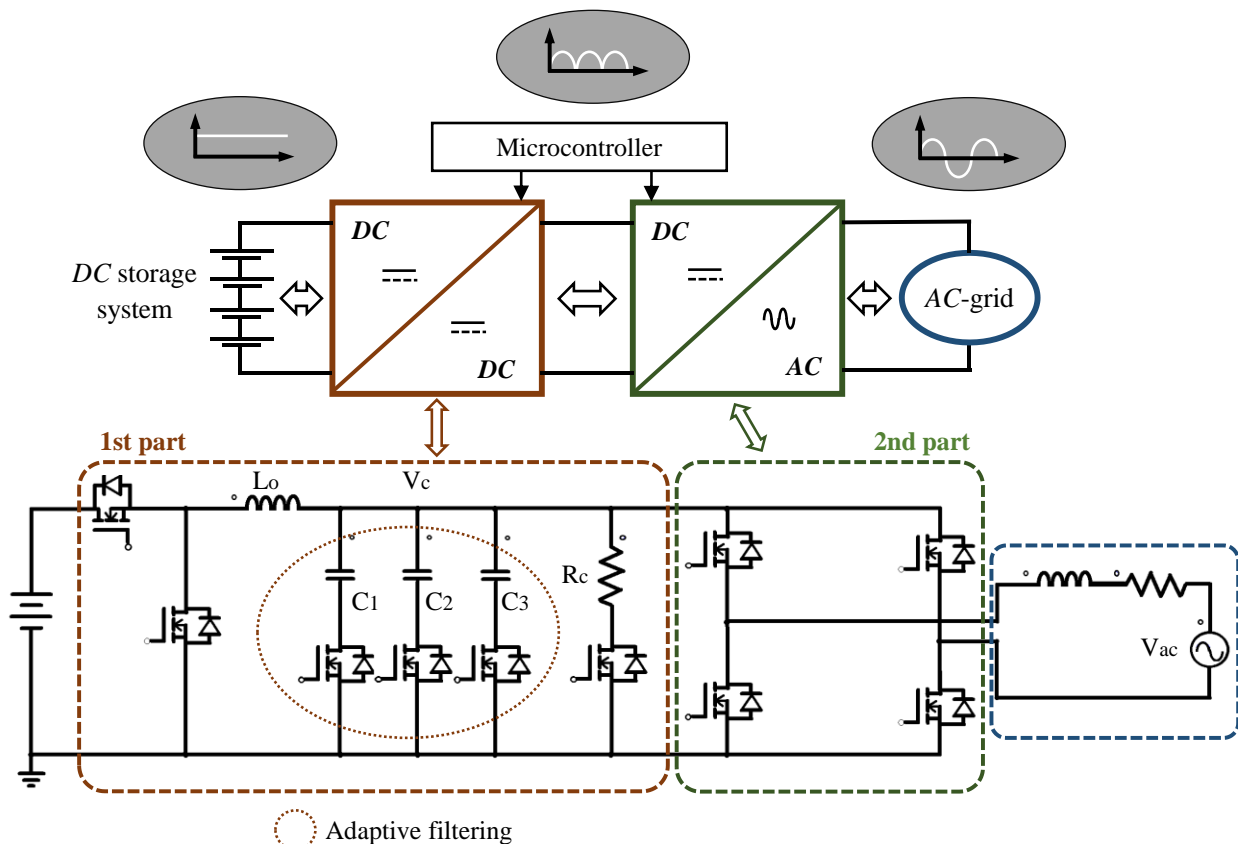 Microcontroller
DC
DC
DC storage
system
AC-grid
DC
AC
1st part
2nd part
Lo
Vc
Rc
C1
C2
C3
Vac
Adaptive filtering